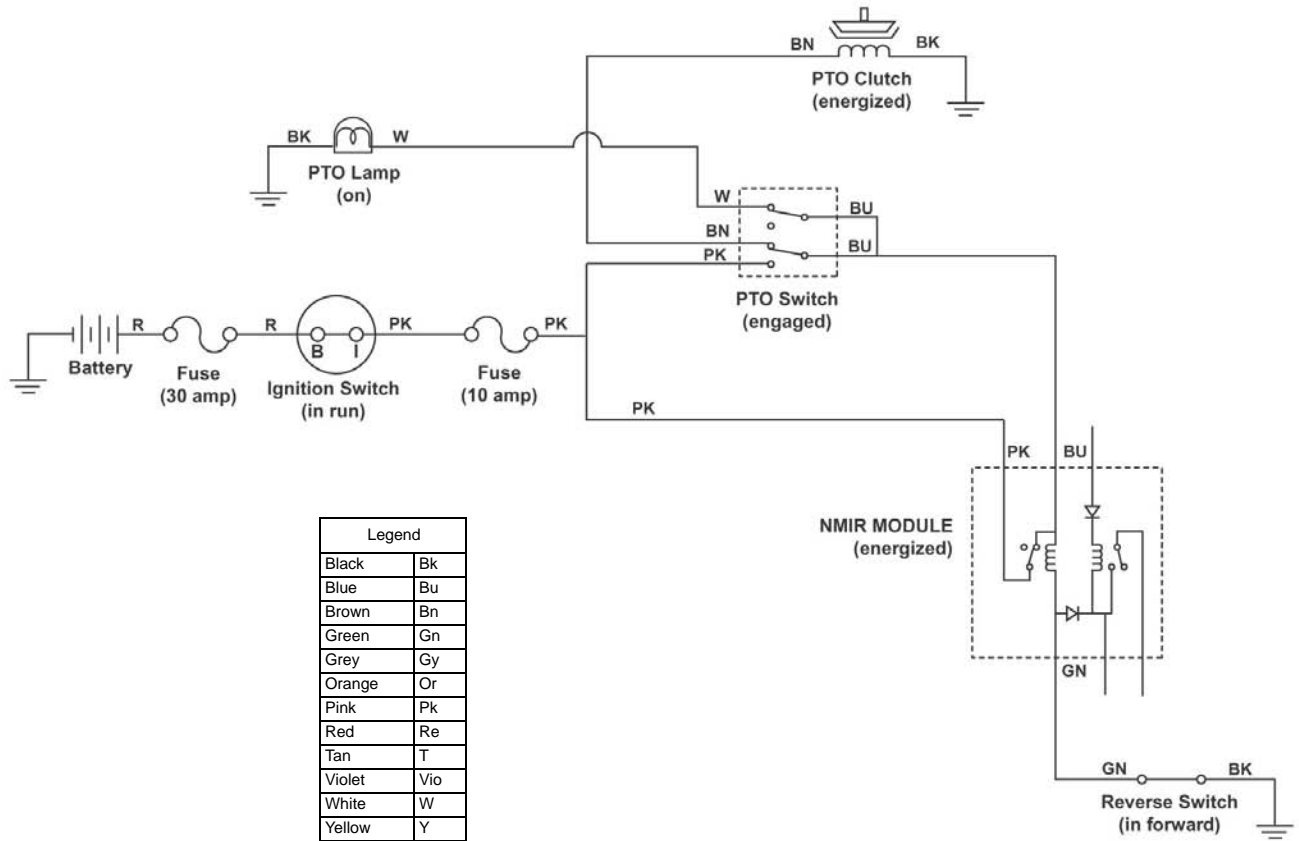 BN
BK
PTO Clutch
(energized)
BK
W
PTO Lamp
(on)
W
BU
BN
BU
PK
PTO Switch
(engaged)
R
R
B
I
PK
PK
Battery
Fuse
(30 amp)
Ignition Switch
(in run)
Fuse
(10 amp)
PK
PK
BU
NMIR MODULE
(energized)
GN
GN
BK
Reverse Switch
(in forward)
Legend
Black Bk
Blue Bu
Brown Bn
Green Gn
Grey Gy
Orange Or
Pink Pk
Red Re
Tan T
Violet Vio
White W
Yellow Y